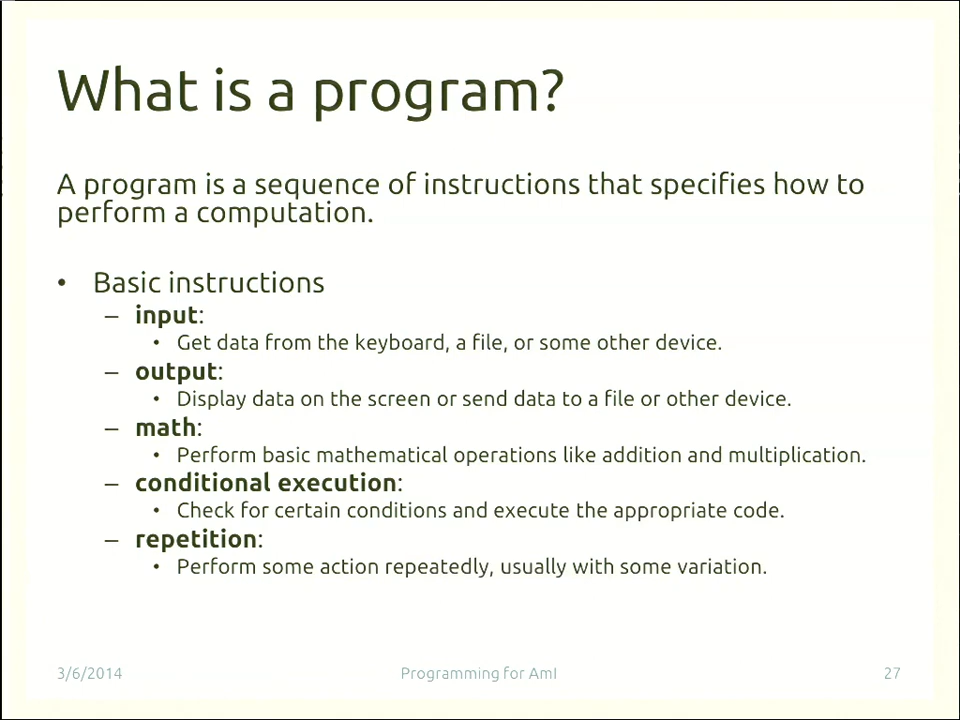 What is a program?
A program is a sequence of instructions that specifies how to
perform a computation.
• Basic instructions
– input:
• Get data from the keyboard, a file, or some other device.
– output:
• Display data on the screen or send data to a file or other device.
– math:
• Perform basic mathematical operations like addition and multiplication.
– conditional execution:
• Check for certain conditions and execute the appropriate code.
– repetition:
• Perform some action repeatedly, usually with some variation.
3/6/2014 Programming for AmI 27